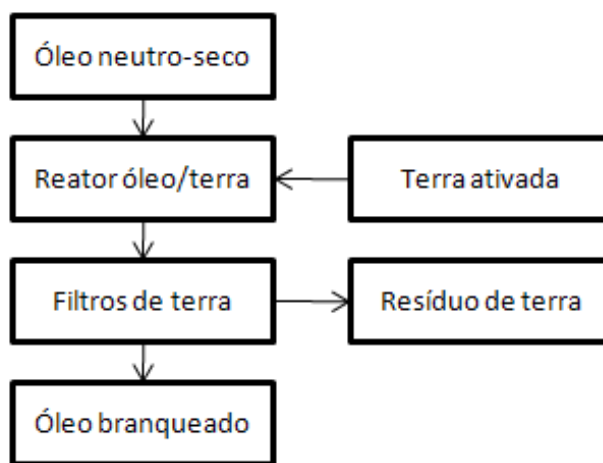 Óleo neutro-seco
Reator óleo/terra
Terra ativada
Filtros de terra
Resíduo de terra
Óleo branqueado